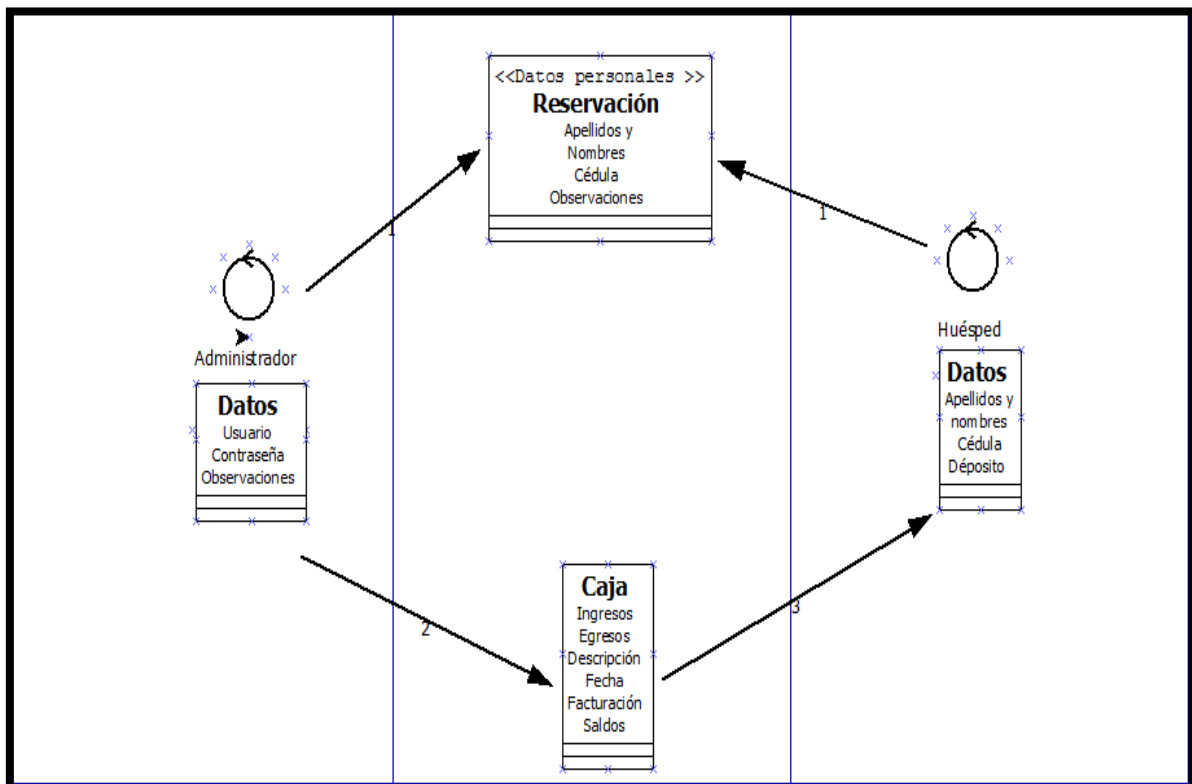 <<Datos personales >>
Reservación
Apellidos y
Nombres
Cédula
Observaciones
1
1
Administrador
Datos
Usuario
Contraseña
Observaciones
Huésped
Datos
Apellidos y
nombres
Cédula
Déposito
2
3
Caja
Ingresos
Egresos
Descripción
Fecha
Facturación
Saldos